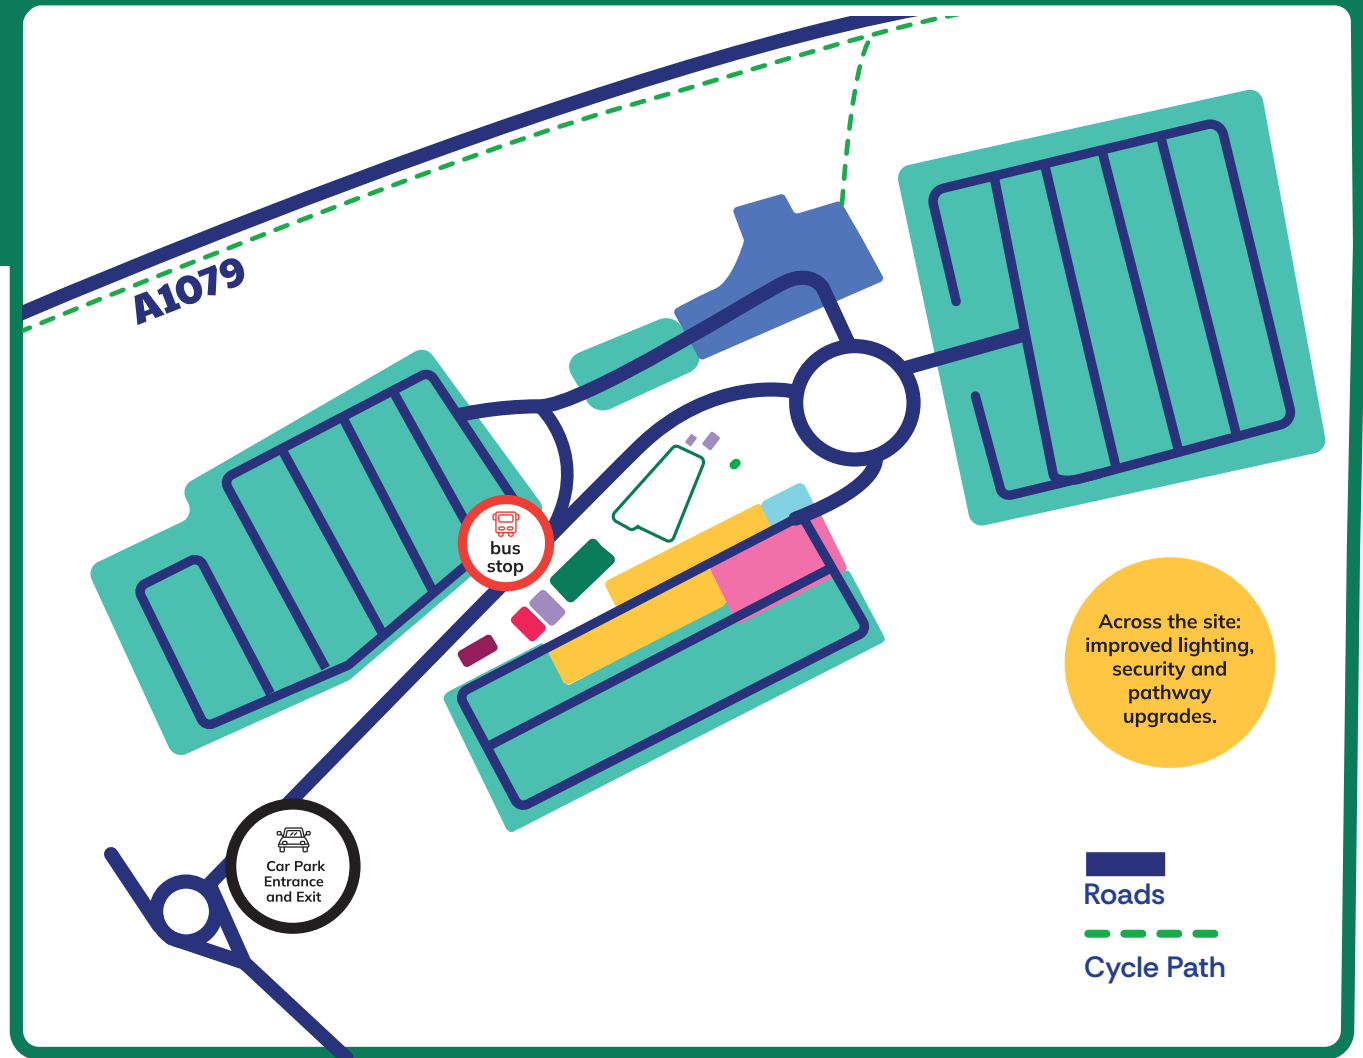 A1079
bus
stop
Across the site:
improved lighting,
security and
pathway
upgrades.
Car Park
Entrance
and Exit
Roads
Cycle Path